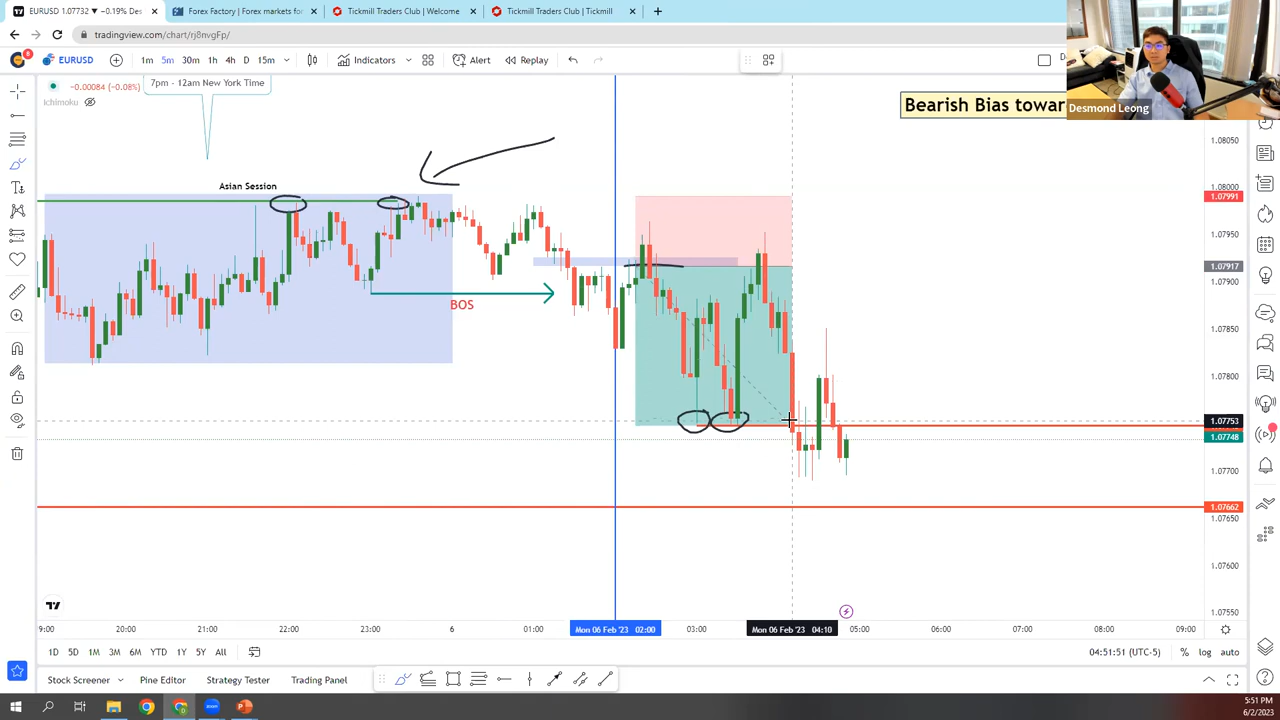 EURUSD 1.07732 ▼ −0.19% Des
Forex Factory | Forex markets fo
Tickmill Traders Club | Welcome
Tickmill Traders Club | Tickmill
tradingview.com/chart/rj8nvgFp/
8
EURUSD
1m
5m
30m
1h
4h
D
15m
Indicators
Alert
Replay
−0.00084 (−0.08%)
7pm - 12am New York Time
Ichimoku
Bearish Bias towar
Desmond Leong
Asian Session
BOS
1.08050
1.08000
1.07991
1.07950
1.07917
1.07900
1.07850
1.07800
1.07753
1.07748
1.07700
1.07662
1.07650
1.07600
1.07550
9:00
20:00
21:00
22:00
23:00
6
01:00
Mon 06 Feb '23 02:00
03:00
Mon 06 Feb '23 04:10
05:00
06:00
07:00
08:00
09:00
1D
5D
1M
3M
6M
YTD
1Y
5Y
All
04:51:51 (UTC-5)
%
log
auto
Stock Screener
Pine Editor
Strategy Tester
Trading Panel
5:51 PM
6/2/2023